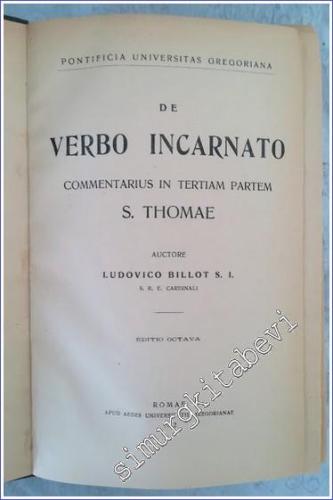 PONTIFICIA UNIVERSITAS GREGORIANA
DE
VERBO INCARNATO
COMMENTARIUS IN TERTIAM PARTEM
S. THOMAE
AUCTORE
LUDOVICO BILLOT S. I.
S. R. E. CARDINALI
EDITIO OCTAVA
ROMAE
APUD AEDES UNIVERSITATIS GREGORIANAE
simurgkitabevi